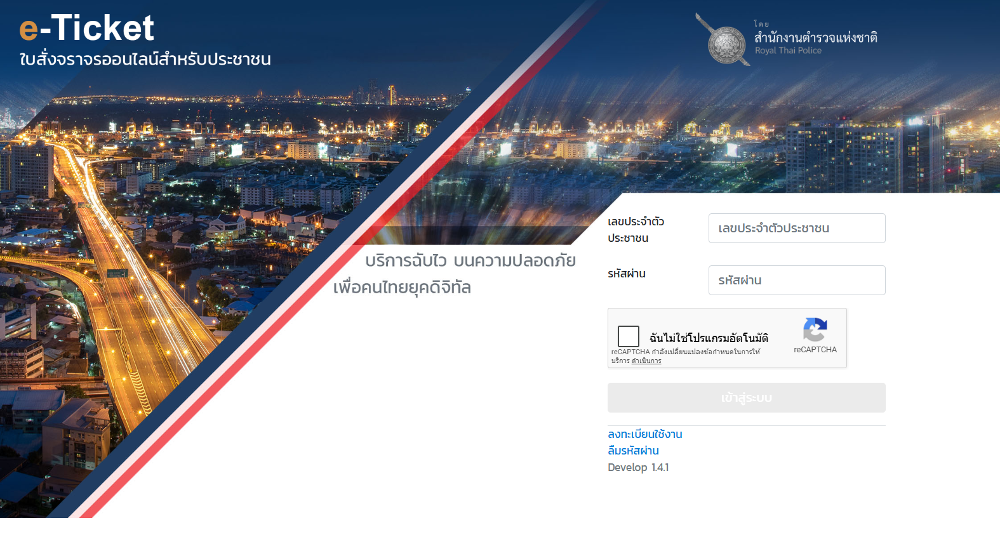 e-Ticket
ใบสั่งจราจรออนไลน์สำหรับประชาชน
โดย
สำนักงานตำรวจแห่งชาติ
Royal Thai Police
บริการฉับไว บนความปลอดภัย
เพื่อคนไทยยุคดิจิทัล
เลขประจำตัว
ประชาชน
เลขประจำตัวประชาชน
รหัสผ่าน
รหัสผ่าน
ฉันไม่ใช่โปรแกรมอัตโนมัติ
reCAPTCHA กำลังเปลี่ยนแปลงข้อกำหนดในการให้
บริการ ดำเนินการ
reCAPTCHA
เข้าสู่ระบบ
ลงทะเบียนใช้งาน
ลืมรหัสผ่าน
Develop 1.4.1